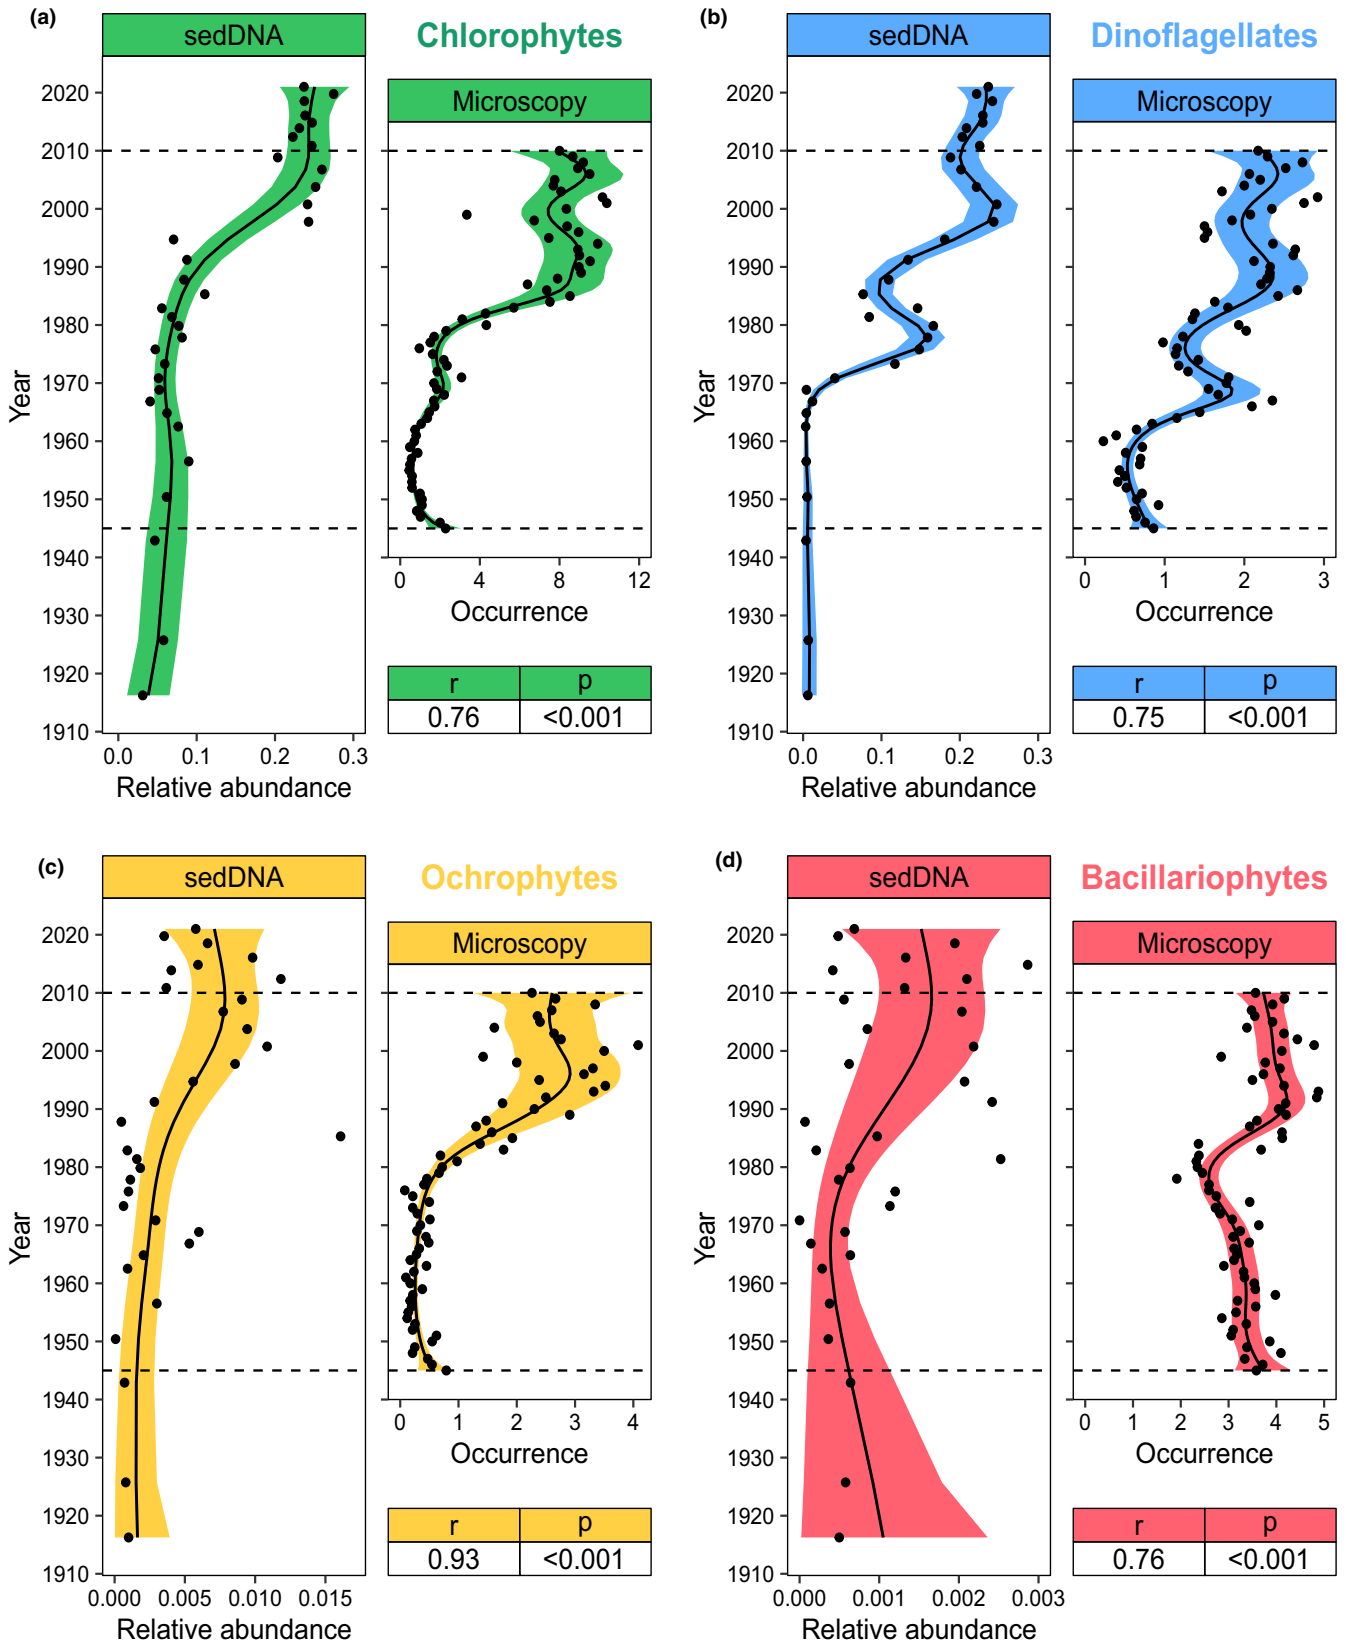 (a)
sedDNA
Chlorophytes
Microscopy
Year
2020
2010
2000
1990
1980
1970
1960
1950
1940
1930
1920
1910
0.0 0.1 0.2 0.3
Relative abundance
0 4 8 12
Occurrence
r p
0.76 <0.001
(b)
sedDNA
Dinoflagellates
Microscopy
Year
2020
2010
2000
1990
1980
1970
1960
1950
1940
1930
1920
1910
0.0 0.1 0.2 0.3
Relative abundance
0 1 2 3
Occurrence
r p
0.75 <0.001
(c)
sedDNA
Ochrophytes
Microscopy
Year
2020
2010
2000
1990
1980
1970
1960
1950
1940
1930
1920
1910
0.000 0.005 0.010 0.015
Relative abundance
0 1 2 3 4
Occurrence
r p
0.93 <0.001
(d)
sedDNA
Bacillariophytes
Microscopy
Year
2020
2010
2000
1990
1980
1970
1960
1950
1940
1930
1920
1910
0.000 0.001 0.002 0.003
Relative abundance
0 1 2 3 4 5
Occurrence
r p
0.76 <0.001